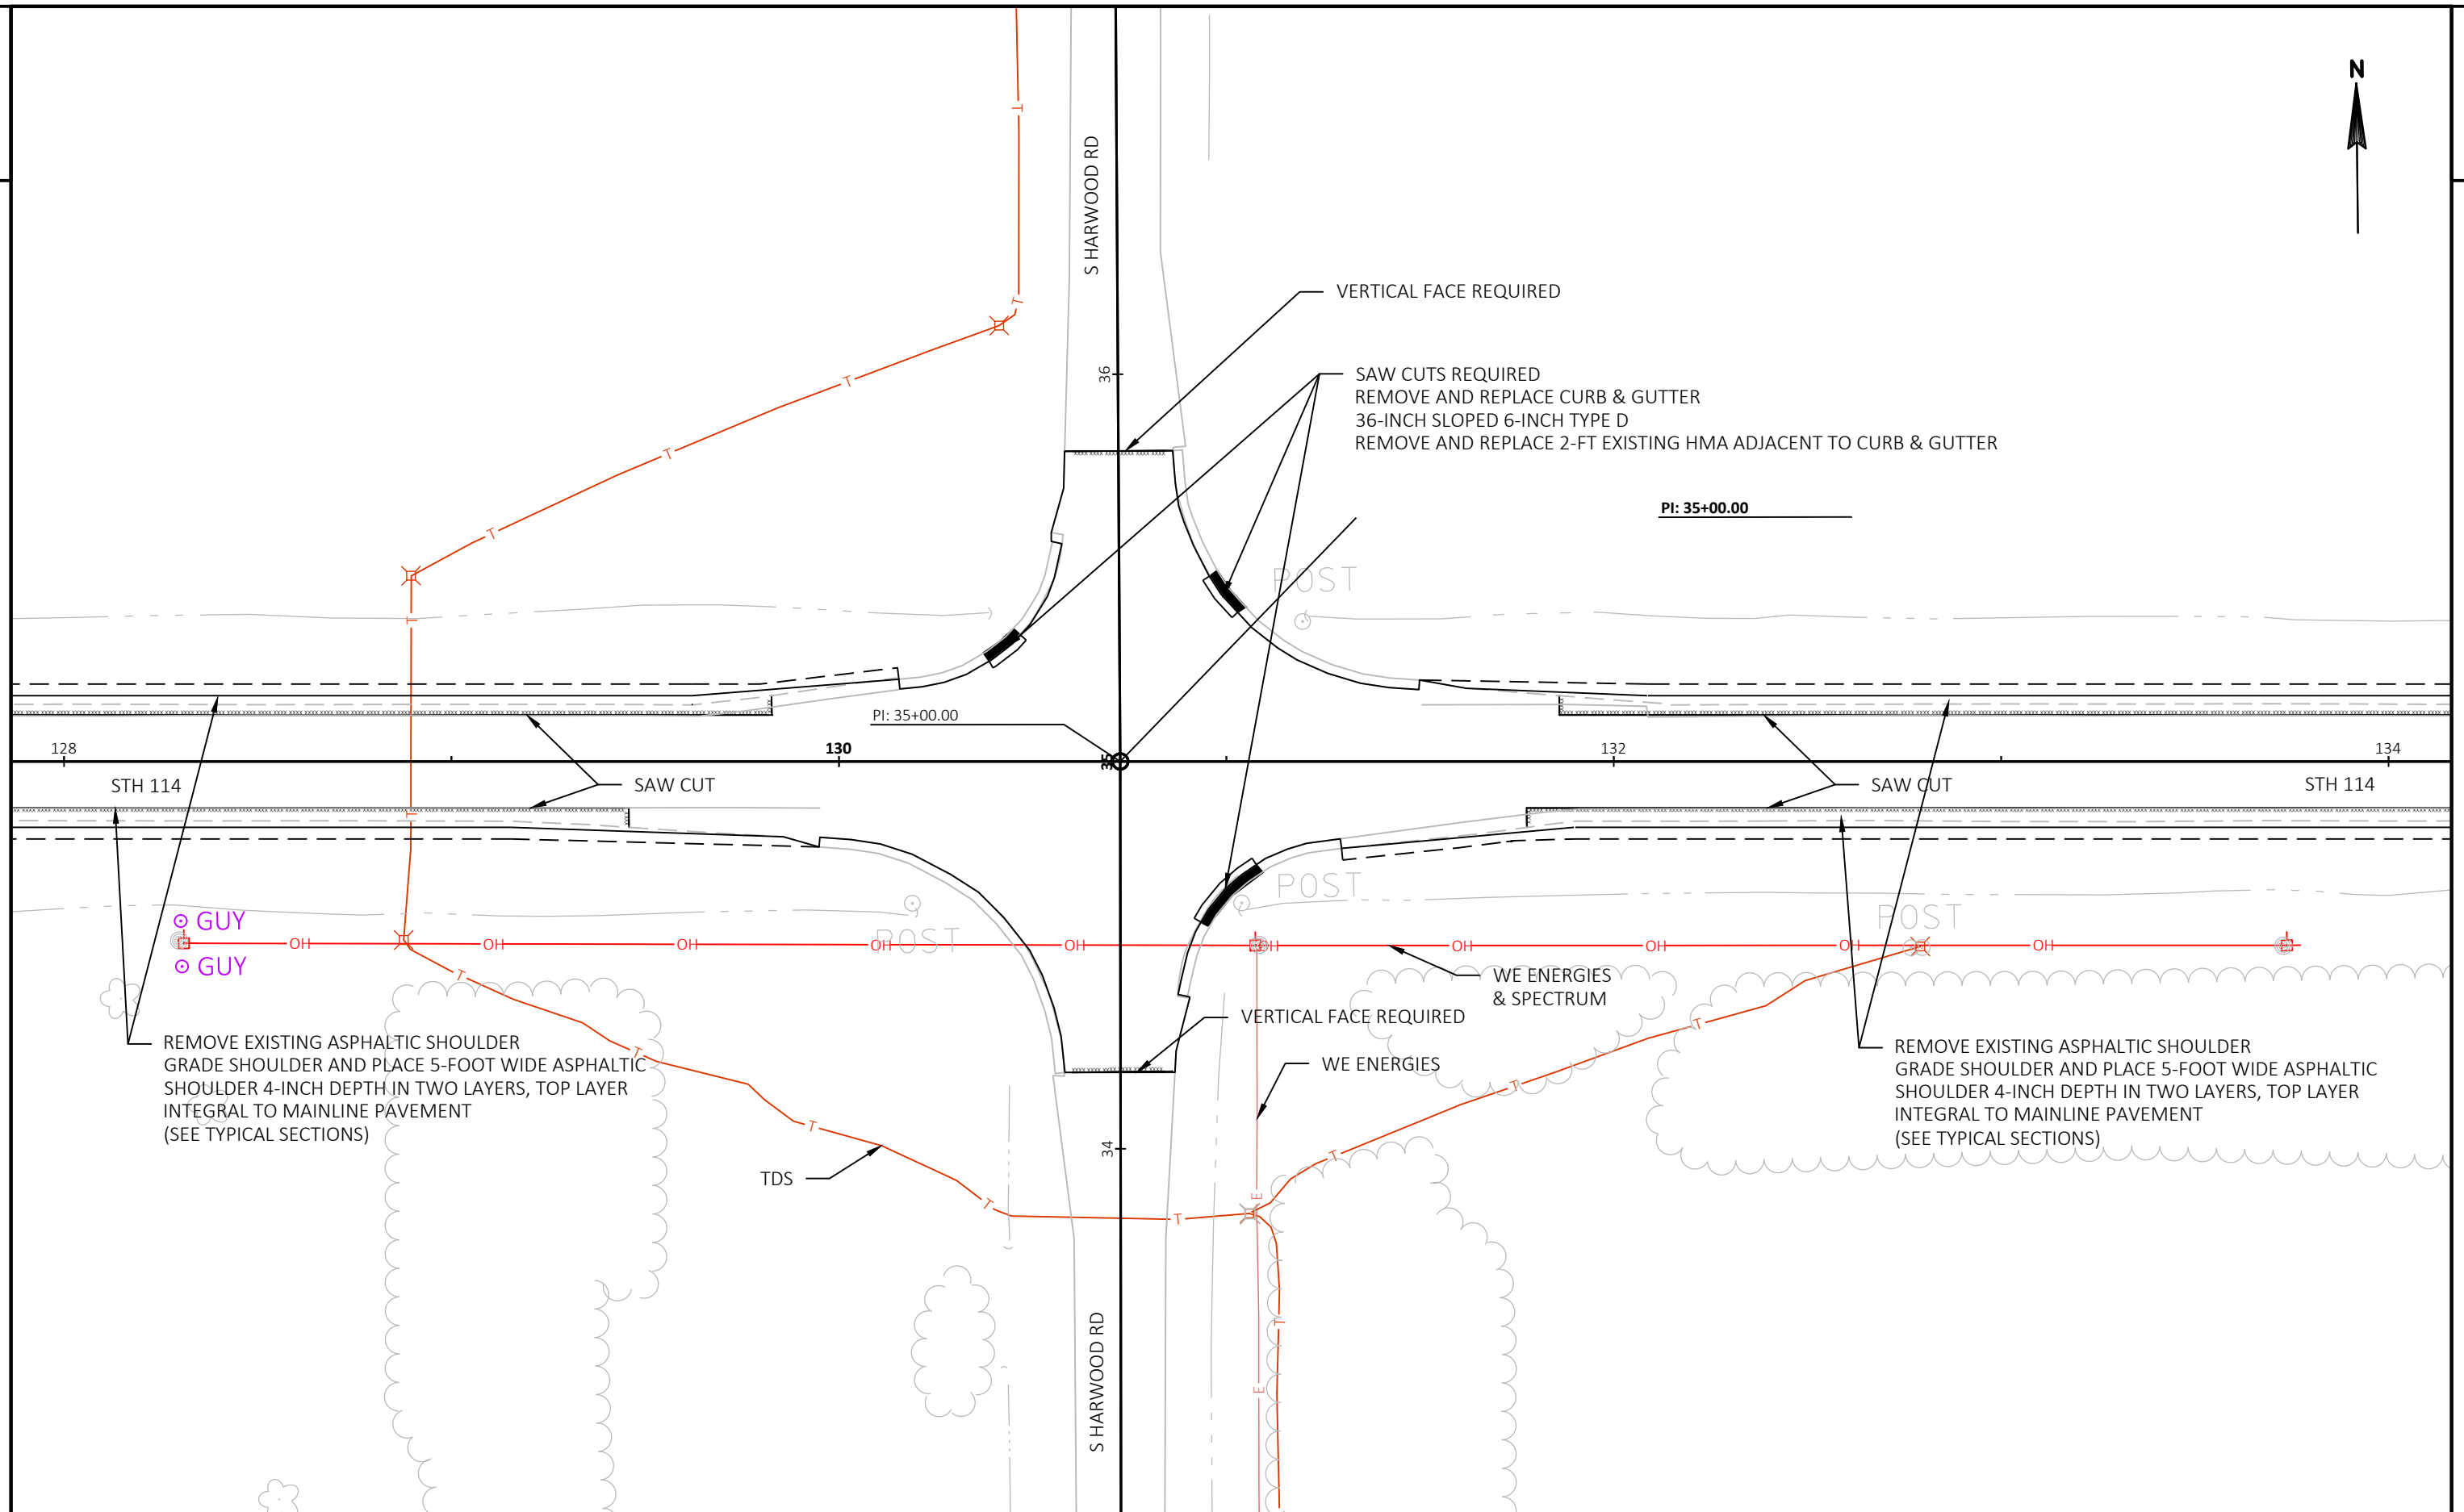 N
S HARWOOD RD
T
T
VERTICAL FACE REQUIRED
T
36
SAW CUTS REQUIRED
REMOVE AND REPLACE CURB & GUTTER
36-INCH SLOPED 6-INCH TYPE D
REMOVE AND REPLACE 2-FT EXISTING HMA ADJACENT TO CURB & GUTTER
T
PI: 35+00.00
T
POST
T
PI: 35+00.00
128
130
35
132
134
STH 114
SAW CUT
SAW CUT
STH 114
T
POST
GUY
POST
POST
OH
OH
OH
OH
OH
OH
OH
OH
OH
OH
GUY
T
WE ENERGIES
& SPECTRUM
VERTICAL FACE REQUIRED
T
T
WE ENERGIES
T
REMOVE EXISTING ASPHALTIC SHOULDER
GRADE SHOULDER AND PLACE 5-FOOT WIDE ASPHALTIC
SHOULDER 4-INCH DEPTH IN TWO LAYERS, TOP LAYER
INTEGRAL TO MAINLINE PAVEMENT
(SEE TYPICAL SECTIONS)
REMOVE EXISTING ASPHALTIC SHOULDER
GRADE SHOULDER AND PLACE 5-FOOT WIDE ASPHALTIC
SHOULDER 4-INCH DEPTH IN TWO LAYERS, TOP LAYER
INTEGRAL TO MAINLINE PAVEMENT
(SEE TYPICAL SECTIONS)
T
34
T
TDS
T
E
T
T
S HARWOOD RD
E